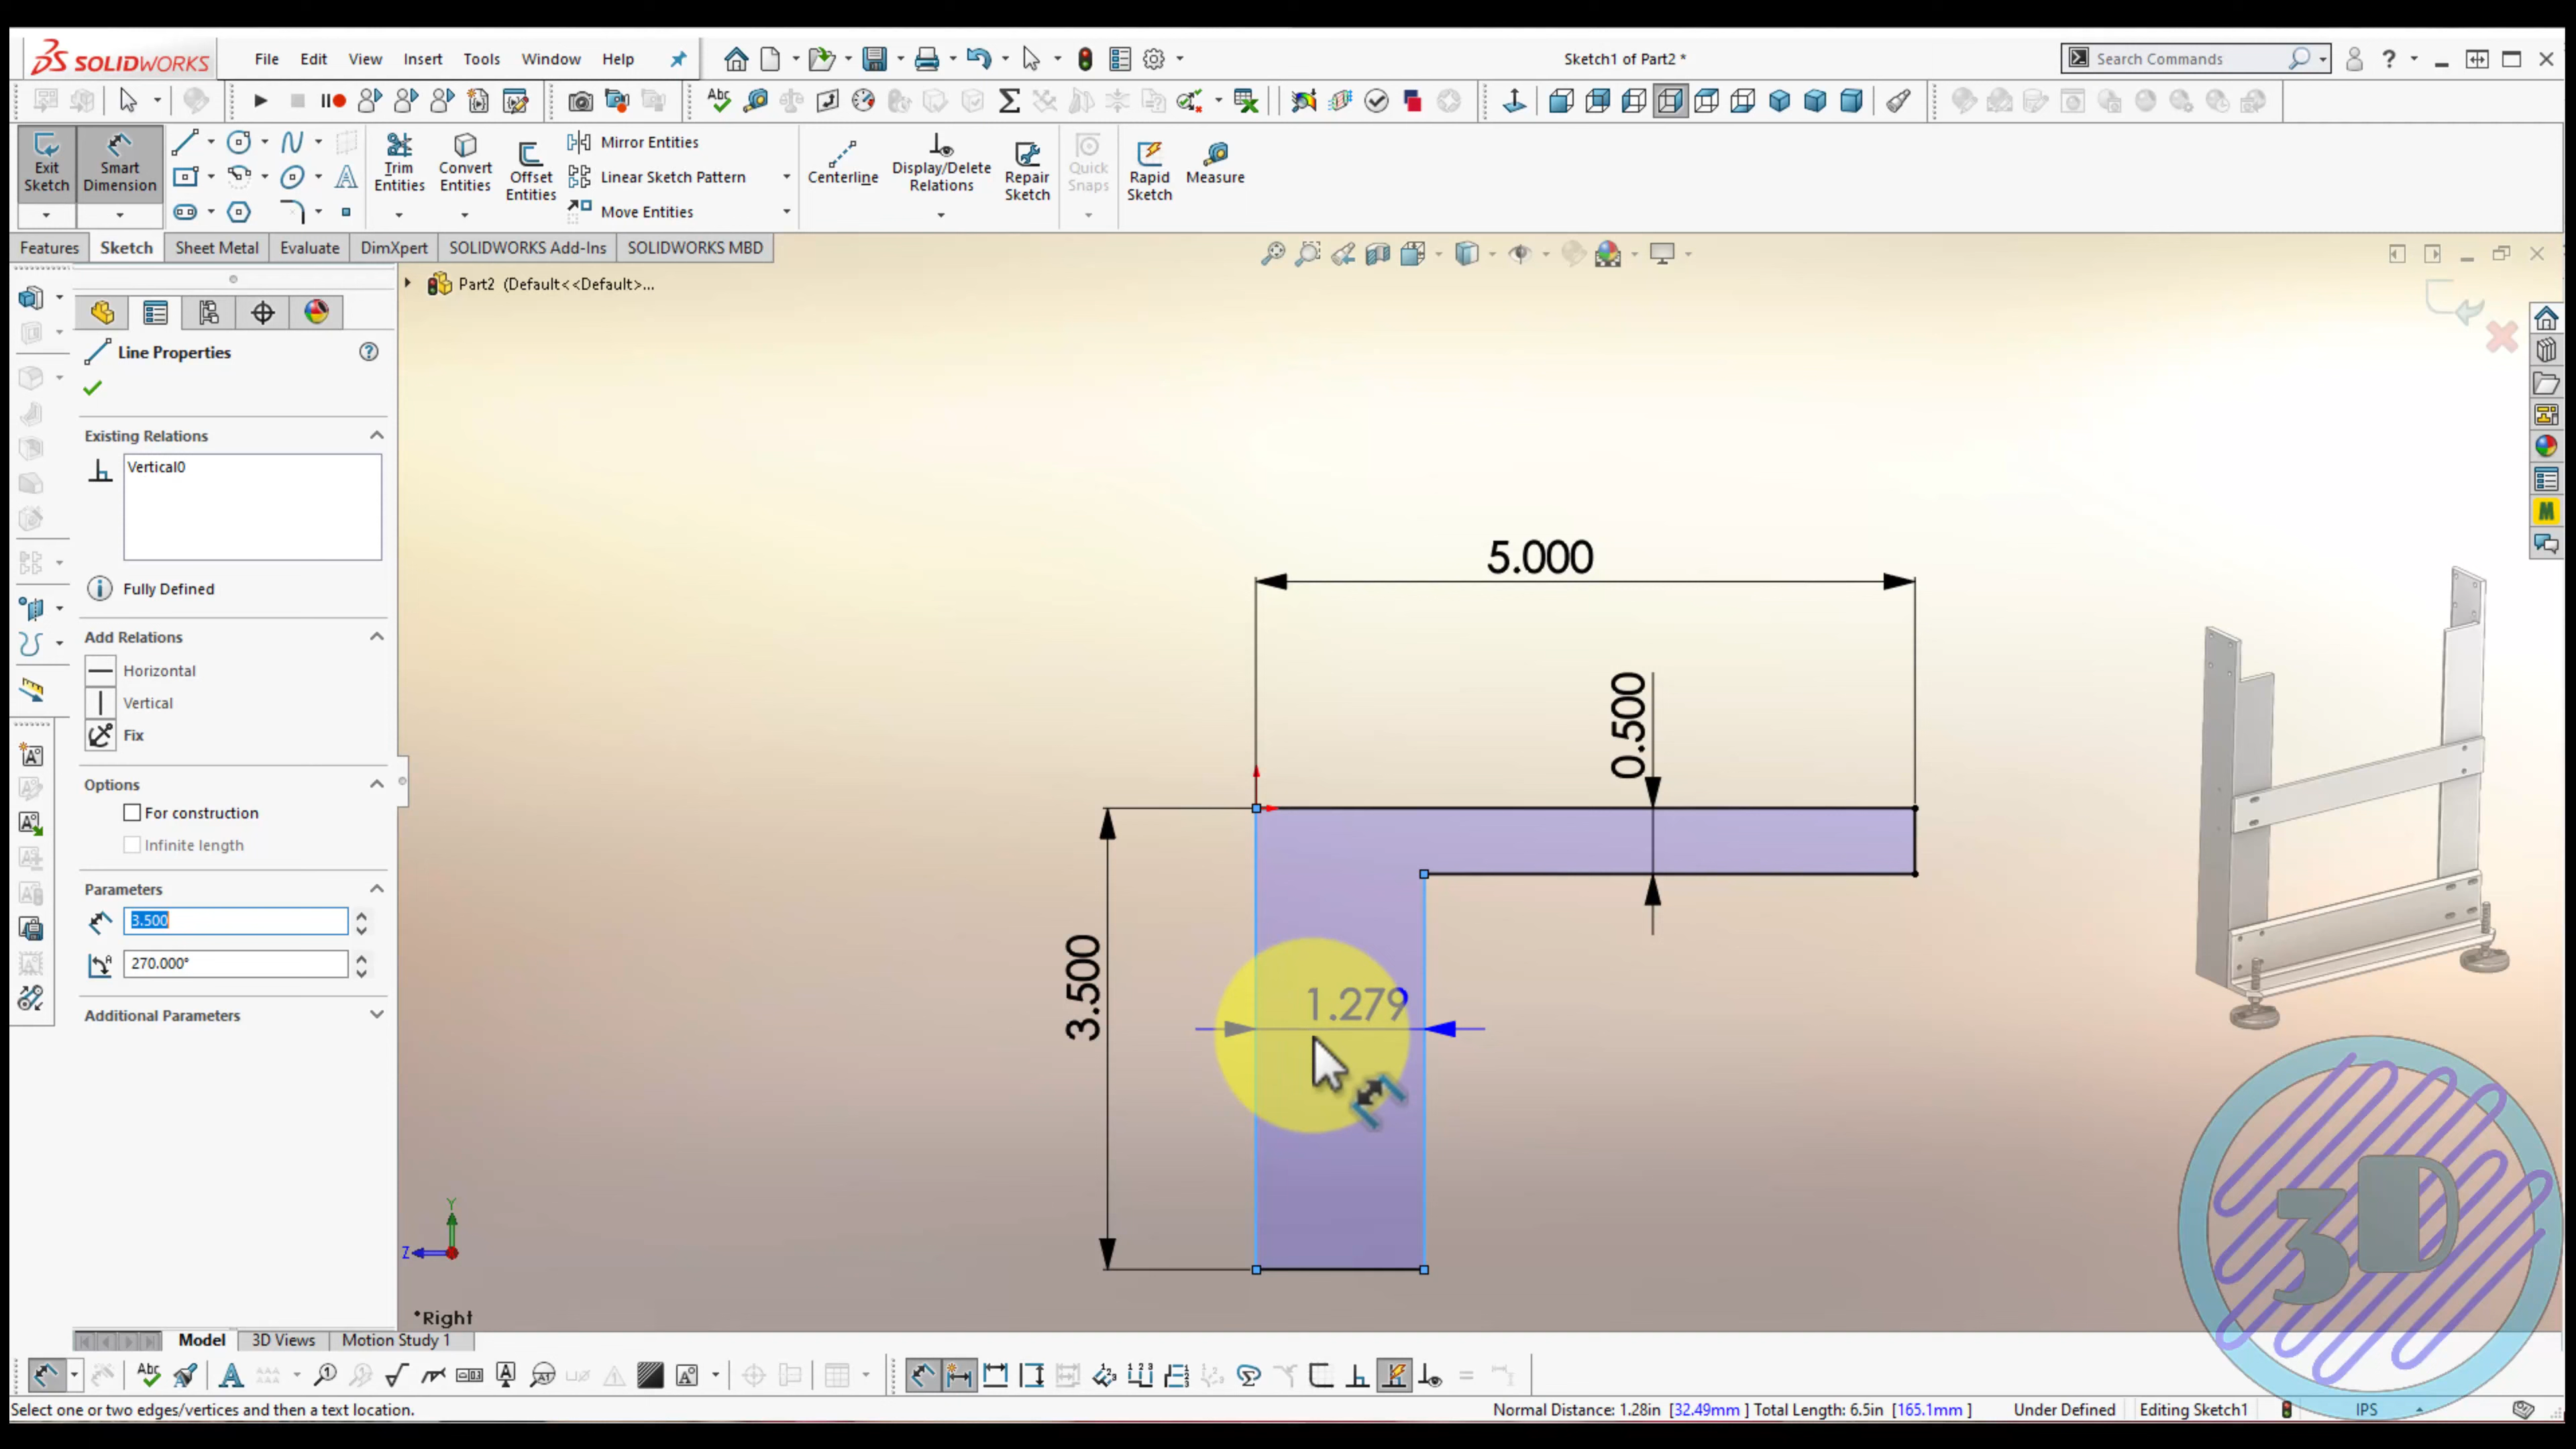 SOLIDWORKS File Edit View Insert Tools Window Help Sketch1 of Part2 * Search Commands
Exit Sketch
Smart Dimension
Trim Entities
Convert Entities
Offset Entities
Mirror Entities
Linear Sketch Pattern
Move Entities
Centerline
Display/Delete Relations
Repair Sketch
Quick Snaps
Rapid Sketch
Measure
Features Sketch Sheet Metal Evaluate DimXpert SOLIDWORKS Add-Ins SOLIDWORKS MBD
Part2 (Default<<Default>...
Line Properties
Existing Relations
Vertical0
Fully Defined
Add Relations
Horizontal
Vertical
Fix
Options
For construction
Infinite length
Parameters
3.500
270.000°
Additional Parameters
5.000
0.500
3.500
1.279
Y
Z
*Right
3D
Model 3D Views Motion Study 1
Select one or two edges/vertices and then a text location. Normal Distance: 1.28in [32.49mm ] Total Length: 6.5in [165.1mm ] Under Defined Editing Sketch1 IPS